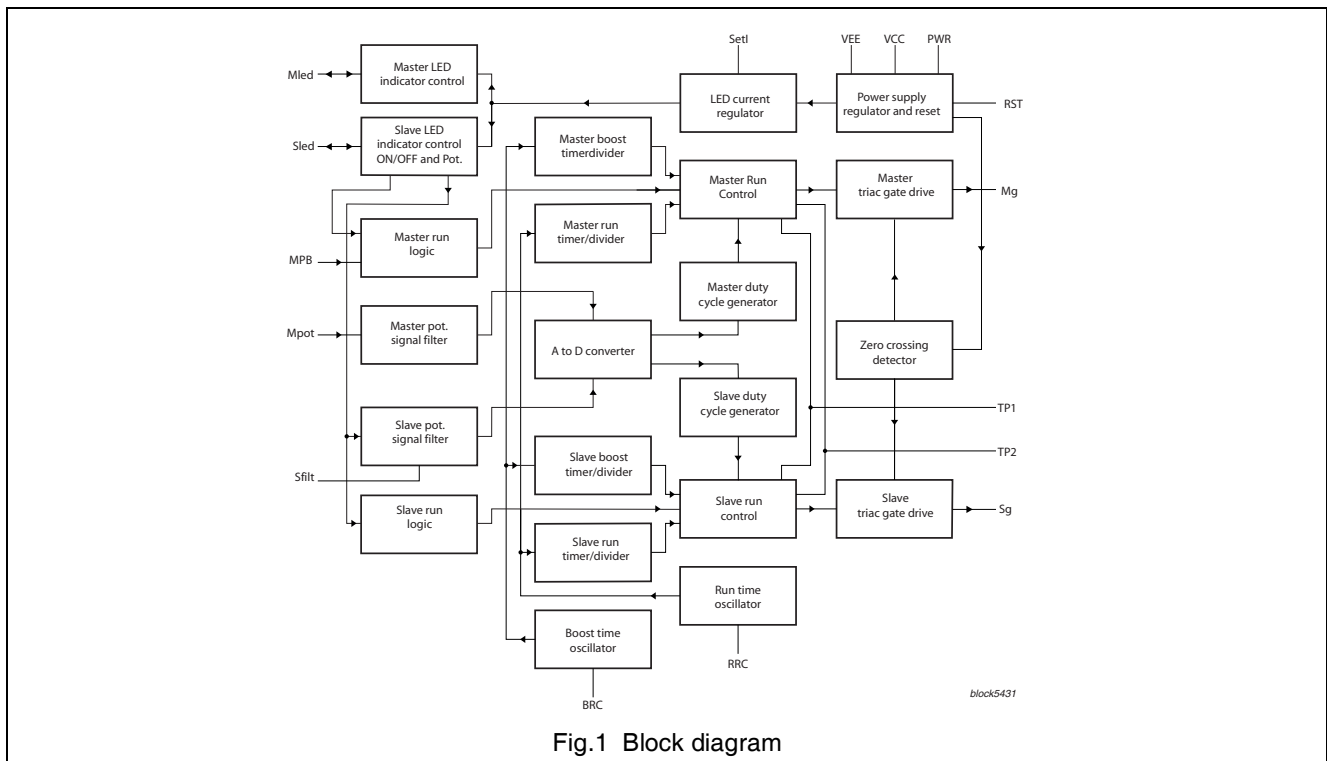 SetI
VEE
VCC
PWR
Mled
Master LED
indicator control
LED current
regulator
Power supply
regulator and reset
RST
Sled
Slave LED
indicator control
ON/OFF and Pot.
Master boost
timerdivider
Master Run
Control
Master
triac gate drive
Mg
Master run
logic
Master run
timer/divider
MPB
Master duty
cycle generator
Mpot
Master pot.
signal filter
A to D converter
Zero crossing
detector
Slave duty
cycle generator
TP1
Slave pot.
signal filter
TP2
Sfilt
Slave boost
timer/divider
Slave run
logic
Slave run
control
Slave
triac gate drive
Sg
Slave run
timer/divider
Run time
oscillator
Boost time
oscillator
RRC
BRC
block5431
Fig.1 Block diagram